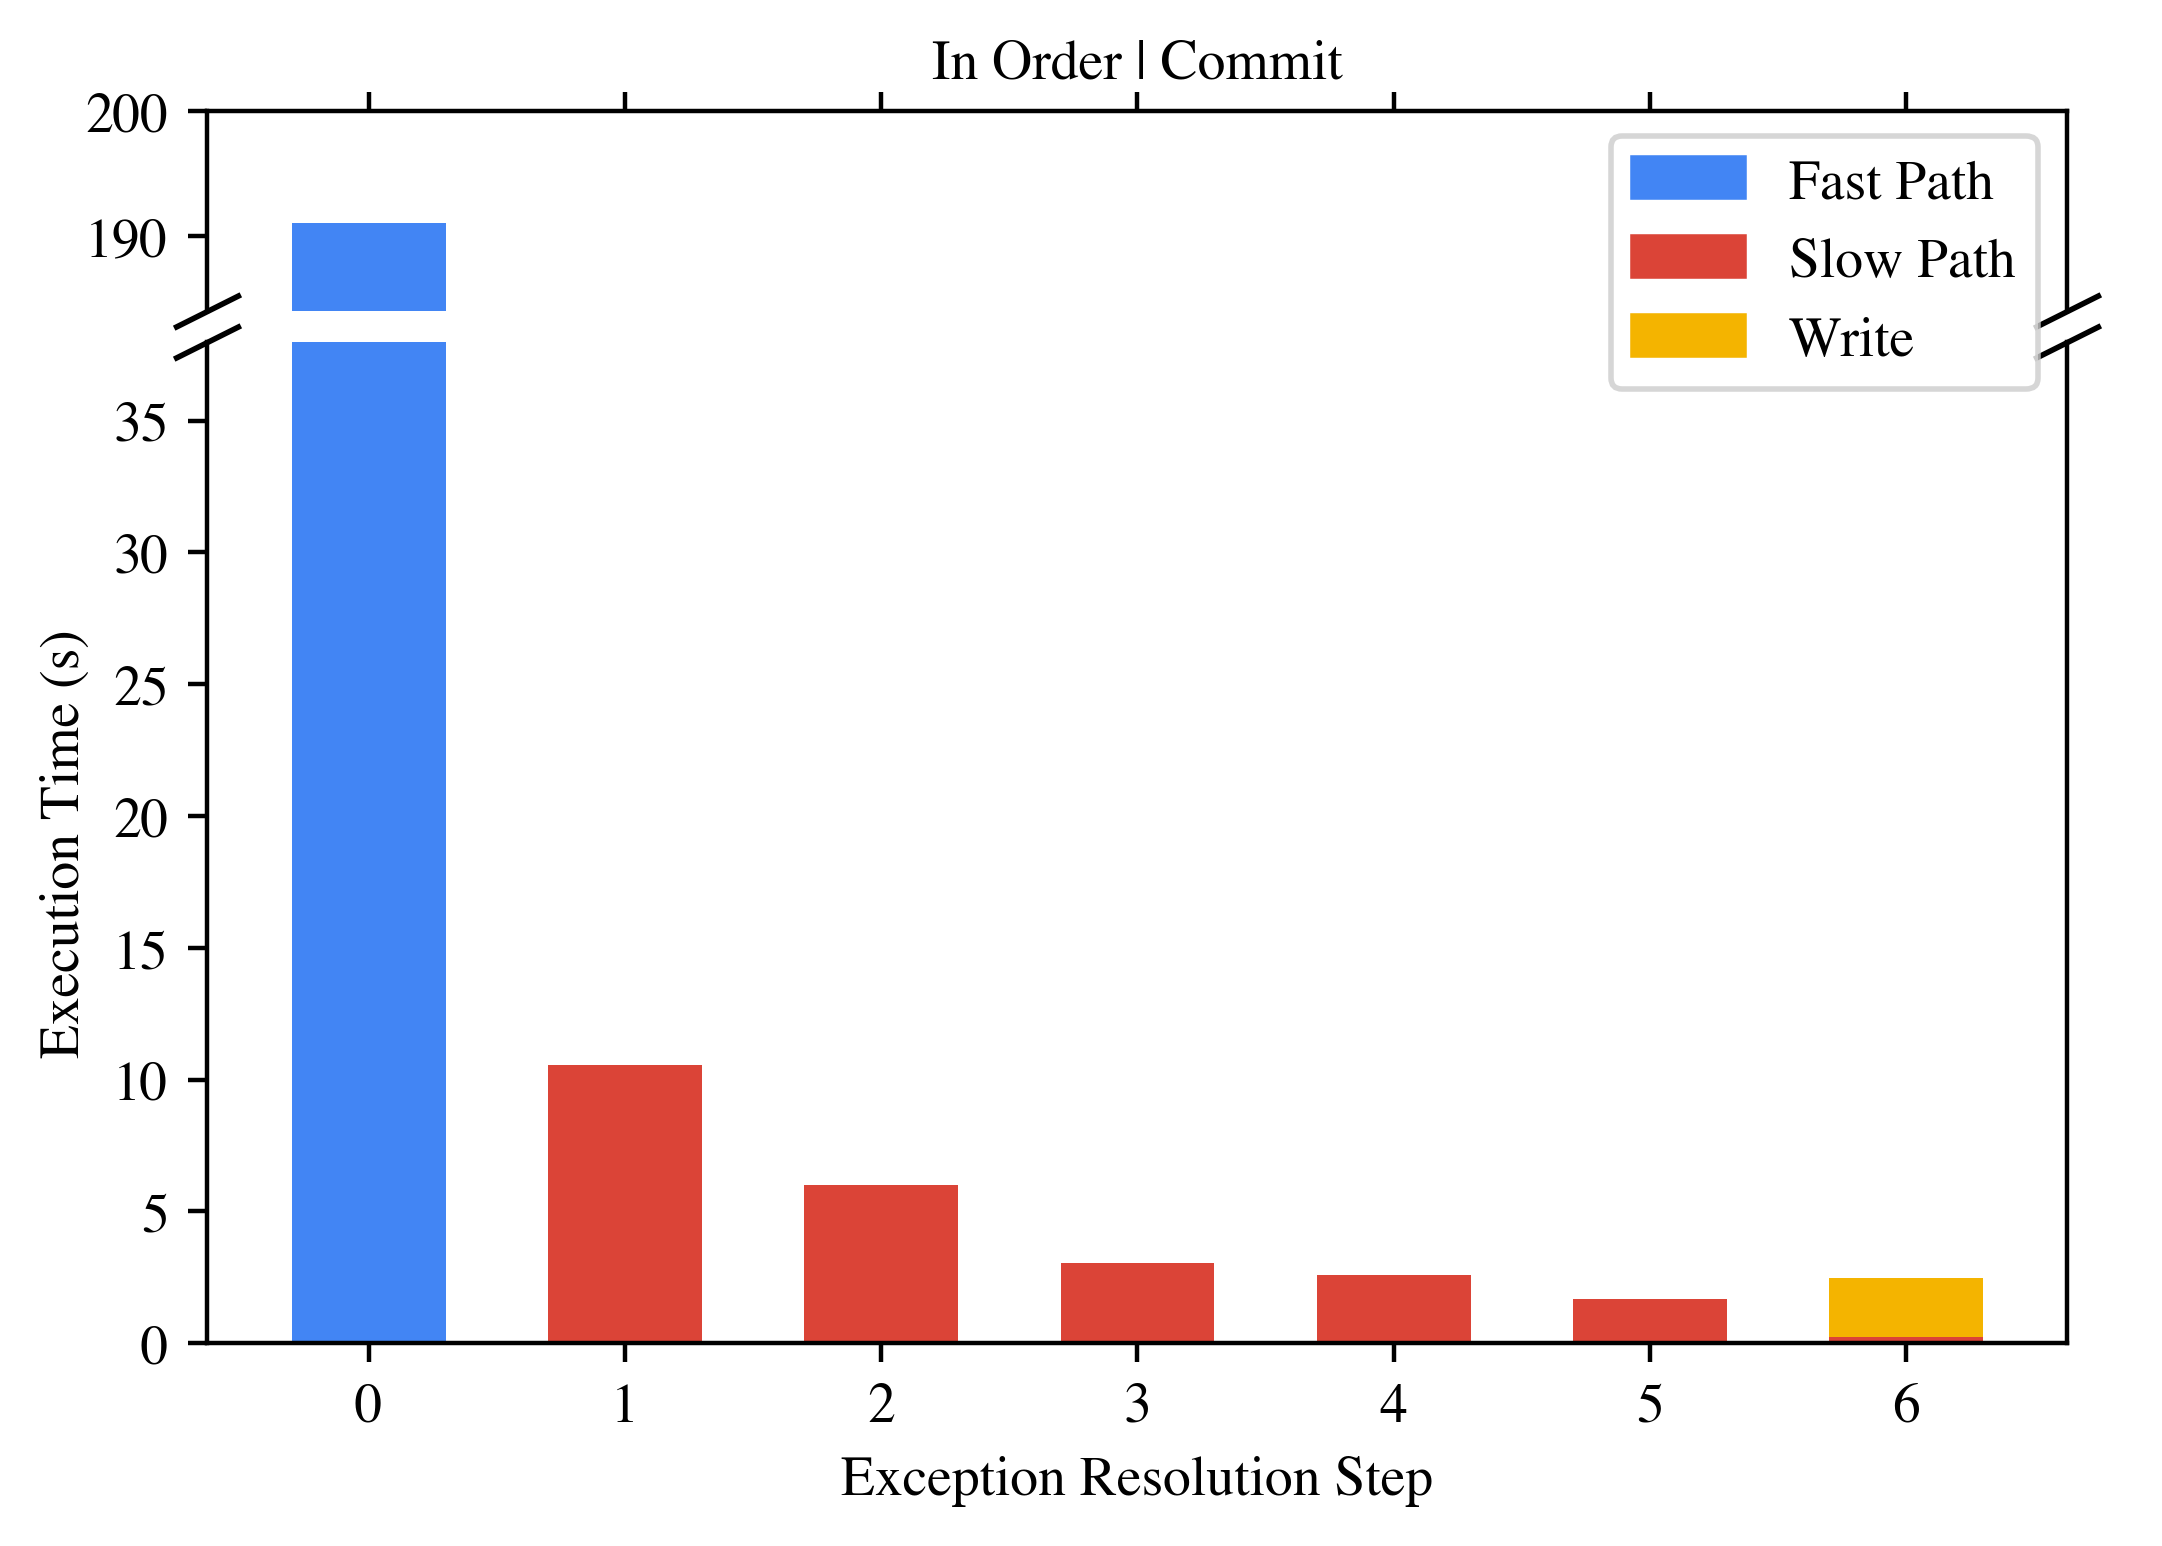 In Order | Commit
200
190
35
30
25
20
15
10
5
0
Execution Time (s)
Fast Path
Slow Path
Write
0 1 2 3 4 5 6
Exception Resolution Step